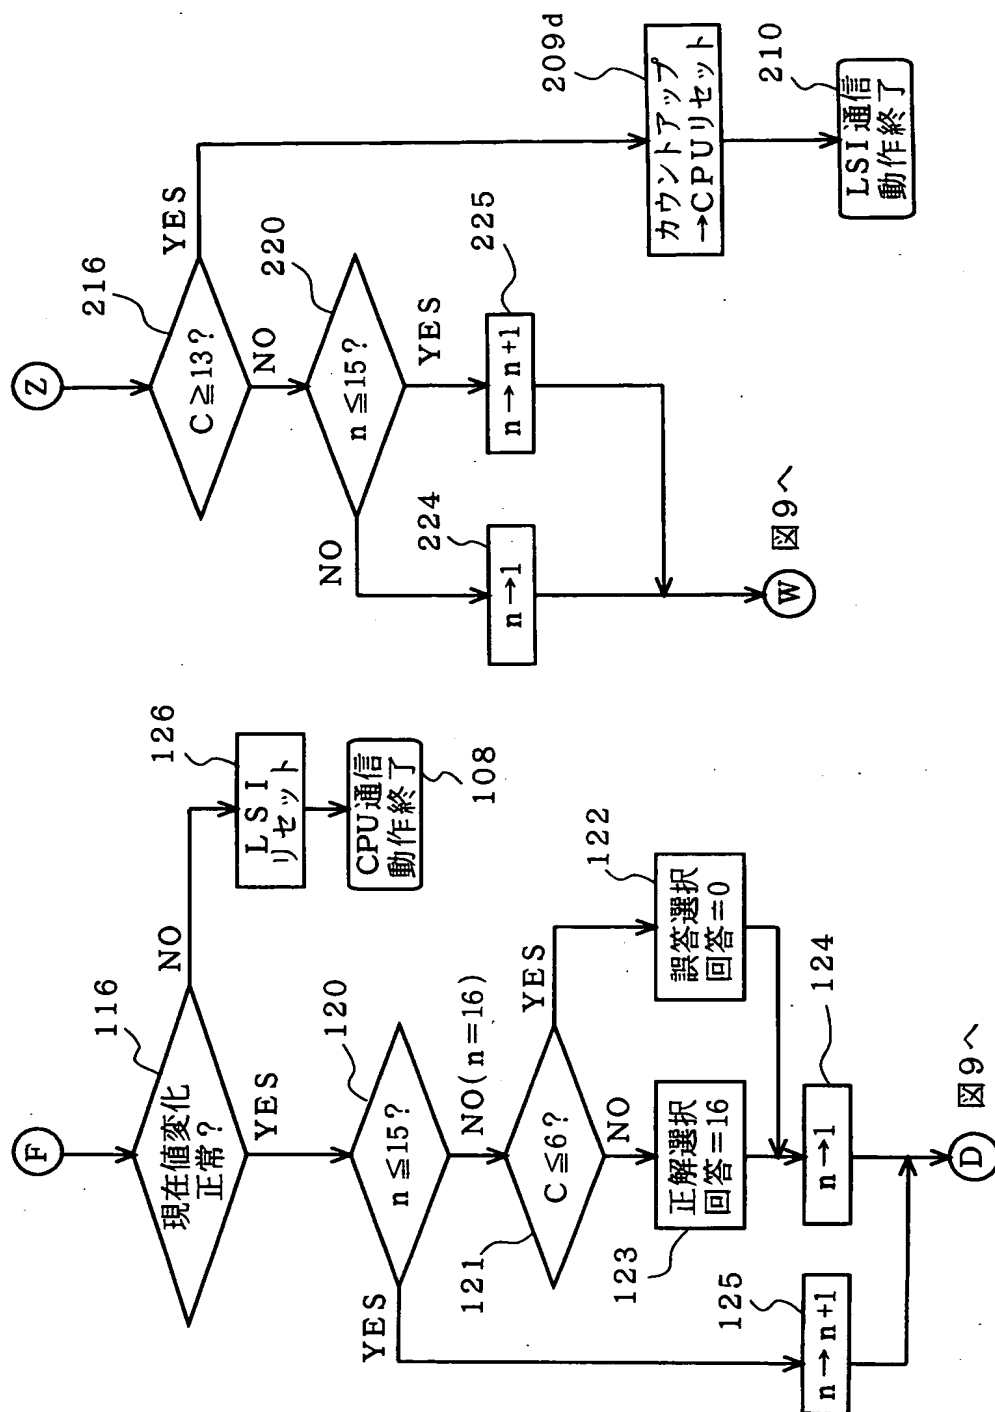 F
116
現在値変化
正常?
NO
126
LSI
リセット
CPU通信
動作終了
108
YES
120
n≦15?
YES
NO(n=16)
121
C≦6?
YES
NO
122
誤答選択
回答=0
123
正解選択
回答=16
124
n→1
125
n→n+1
D
図9へ
Z
216
C≧13?
YES
NO
220
n≦15?
NO
YES
224
n→1
225
n→n+1
W
図9へ
209d
カウントアップ
→CPUリセット
210
LSI通信
動作終了